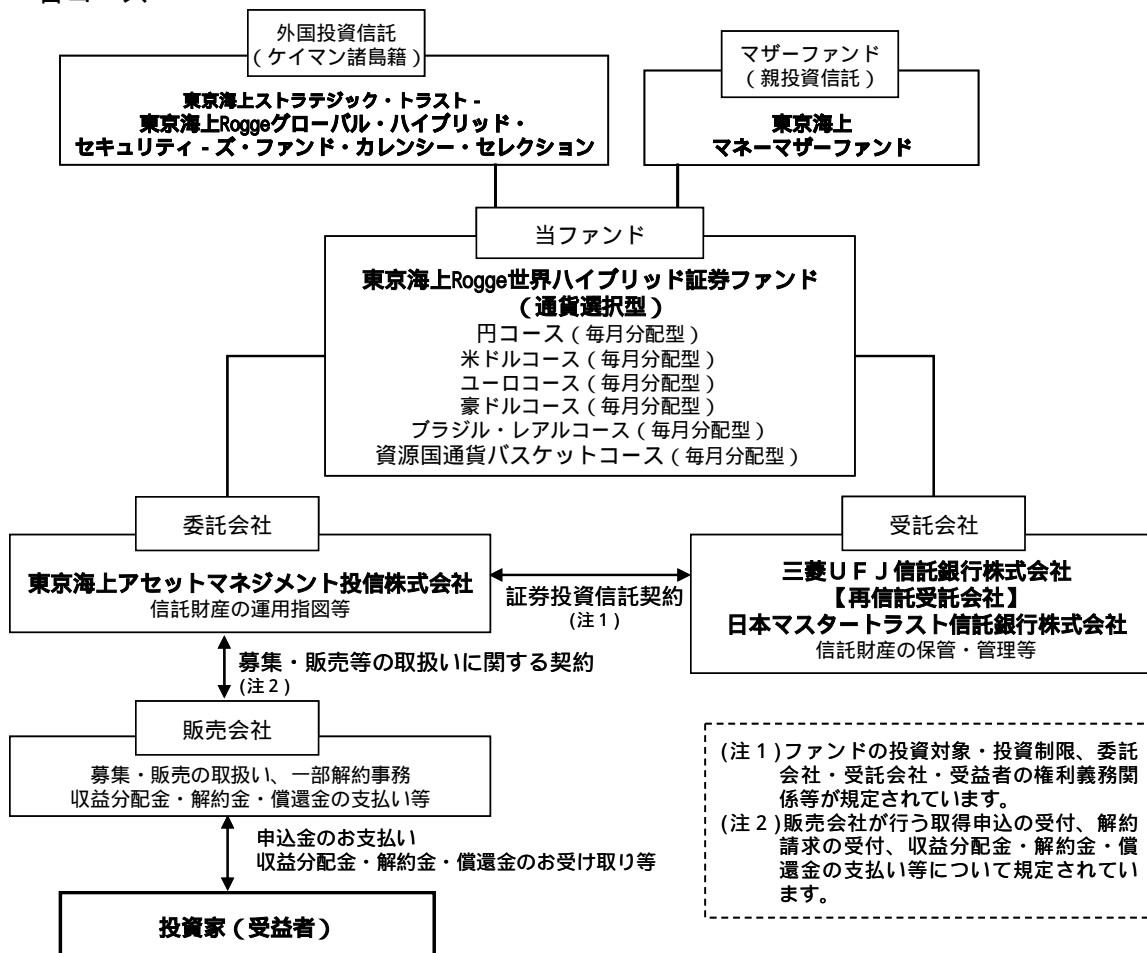 各コース
外国投資信託
（ケイマン諸島籍）
東京海上ストラテジック・トラスト -
東京海上Roggeグローバル・ハイブリッド・
セキュリティ - ズ・ファンド・カレンシー・セレクション
マザーファンド
（親投資信託）
東京海上
マネーマザーファンド
当ファンド
東京海上Rogge世界ハイブリッド証券ファンド
（通貨選択型）
円コース（毎月分配型）
米ドルコース（毎月分配型）
ユーロコース（毎月分配型）
豪ドルコース（毎月分配型）
ブラジル・レアルコース（毎月分配型）
資源国通貨バスケットコース（毎月分配型）
委託会社
東京海上アセットマネジメント投信株式会社
信託財産の運用指図等
証券投資信託契約
(注１)
受託会社
三菱ＵＦＪ信託銀行株式会社
【再信託受託会社】
日本マスタートラスト信託銀行株式会社
信託財産の保管・管理等
募集・販売等の取扱いに関する契約
(注２)
販売会社
募集・販売の取扱い、一部解約事務
収益分配金・解約金・償還金の支払い等
申込金のお支払い
収益分配金・解約金・償還金のお受け取り等
投資家（受益者）
(注１)ファンドの投資対象・投資制限、委託
会社・受託会社・受益者の権利義務関
係等が規定されています。
(注２)販売会社が行う取得申込の受付、解約
請求の受付、収益分配金・解約金・償
還金の支払い等について規定されてい
ます。